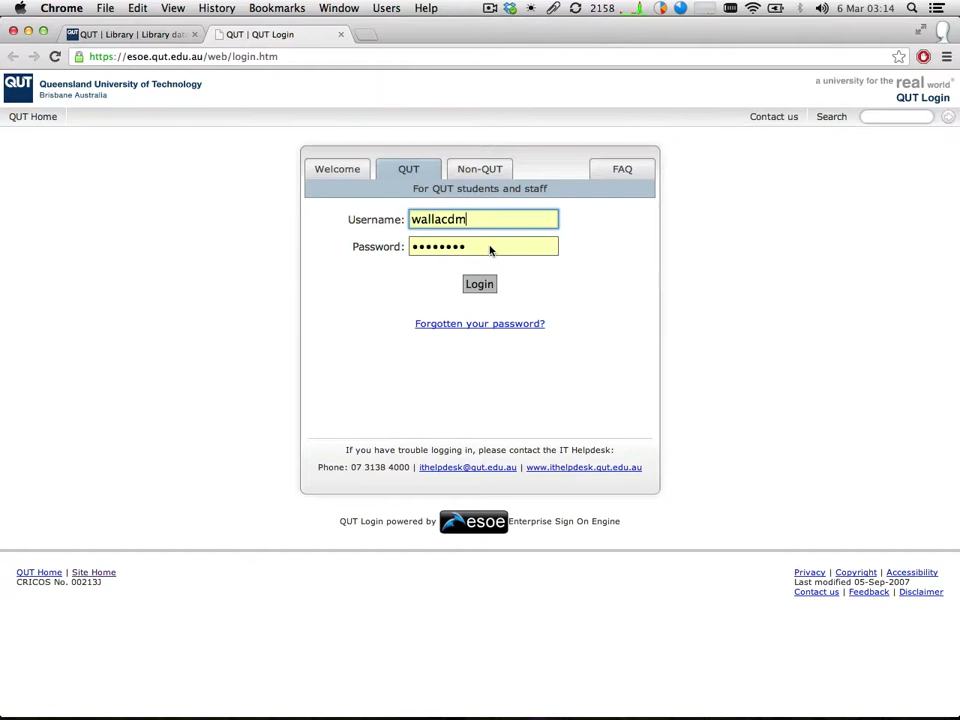 Chrome File Edit View History Bookmarks Window Users Help 2158 6 Mar 03:14
QUT | Library | Library dat
QUT | QUT Login
https://esoe.qut.edu.au/web/login.htm
QUT Queensland University of Technology
Brisbane Australia
a university for the real world
QUT Login
QUT Home Contact us Search
Welcome QUT Non-QUT FAQ
For QUT students and staff
Username: wallacdm
Password: ••••••••
Login
Forgotten your password?
If you have trouble logging in, please contact the IT Helpdesk:
Phone: 07 3138 4000 | ithelpdesk@qut.edu.au | www.ithelpdesk.qut.edu.au
QUT Login powered by esoe Enterprise Sign On Engine
QUT Home | Site Home
CRICOS No. 00213J
Privacy | Copyright | Accessibility
Last modified 05-Sep-2007
Contact us | Feedback | Disclaimer